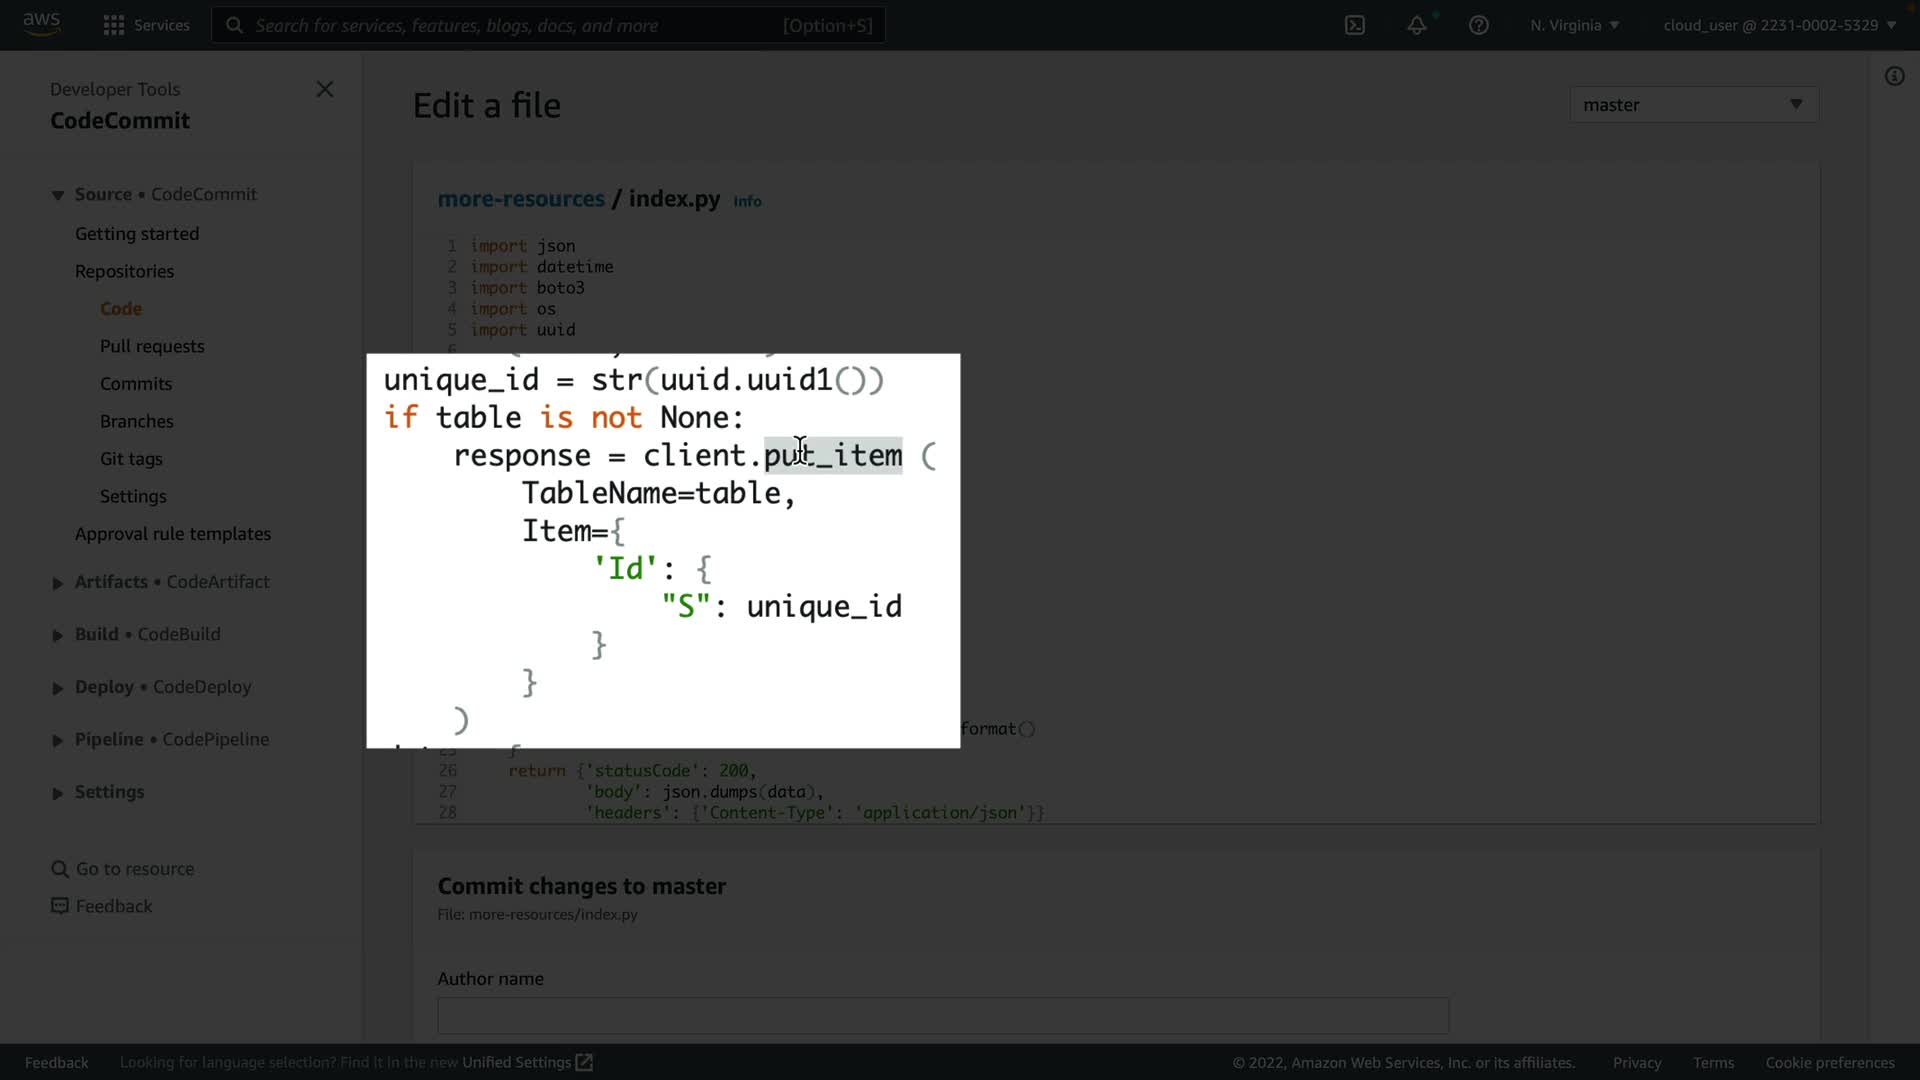 aws
Services
Search for services, features, blogs, docs, and more
[Option+S]
N. Virginia
cloud_user @ 2231-0002-5329
Developer Tools
CodeCommit
Source • CodeCommit
Getting started
Repositories
Code
Pull requests
Commits
Branches
Git tags
Settings
Approval rule templates
Artifacts • CodeArtifact
Build • CodeBuild
Deploy • CodeDeploy
Pipeline • CodePipeline
Settings
Go to resource
Feedback
Edit a file
master
more-resources / index.py Info
1 import json
2 import datetime
3 import boto3
4 import os
5 import uuid
6
unique_id = str(uuid.uuid1())
if table is not None:
response = client.put_item (
TableName=table,
Item={
'Id': {
"S": unique_id
}
}
)
format()
25 }
26 return {'statusCode': 200,
27 'body': json.dumps(data),
28 'headers': {'Content-Type': 'application/json'}}
Commit changes to master
File: more-resources/index.py
Author name
Feedback
Looking for language selection? Find it in the new Unified Settings
© 2022, Amazon Web Services, Inc. or its affiliates.
Privacy
Terms
Cookie preferences